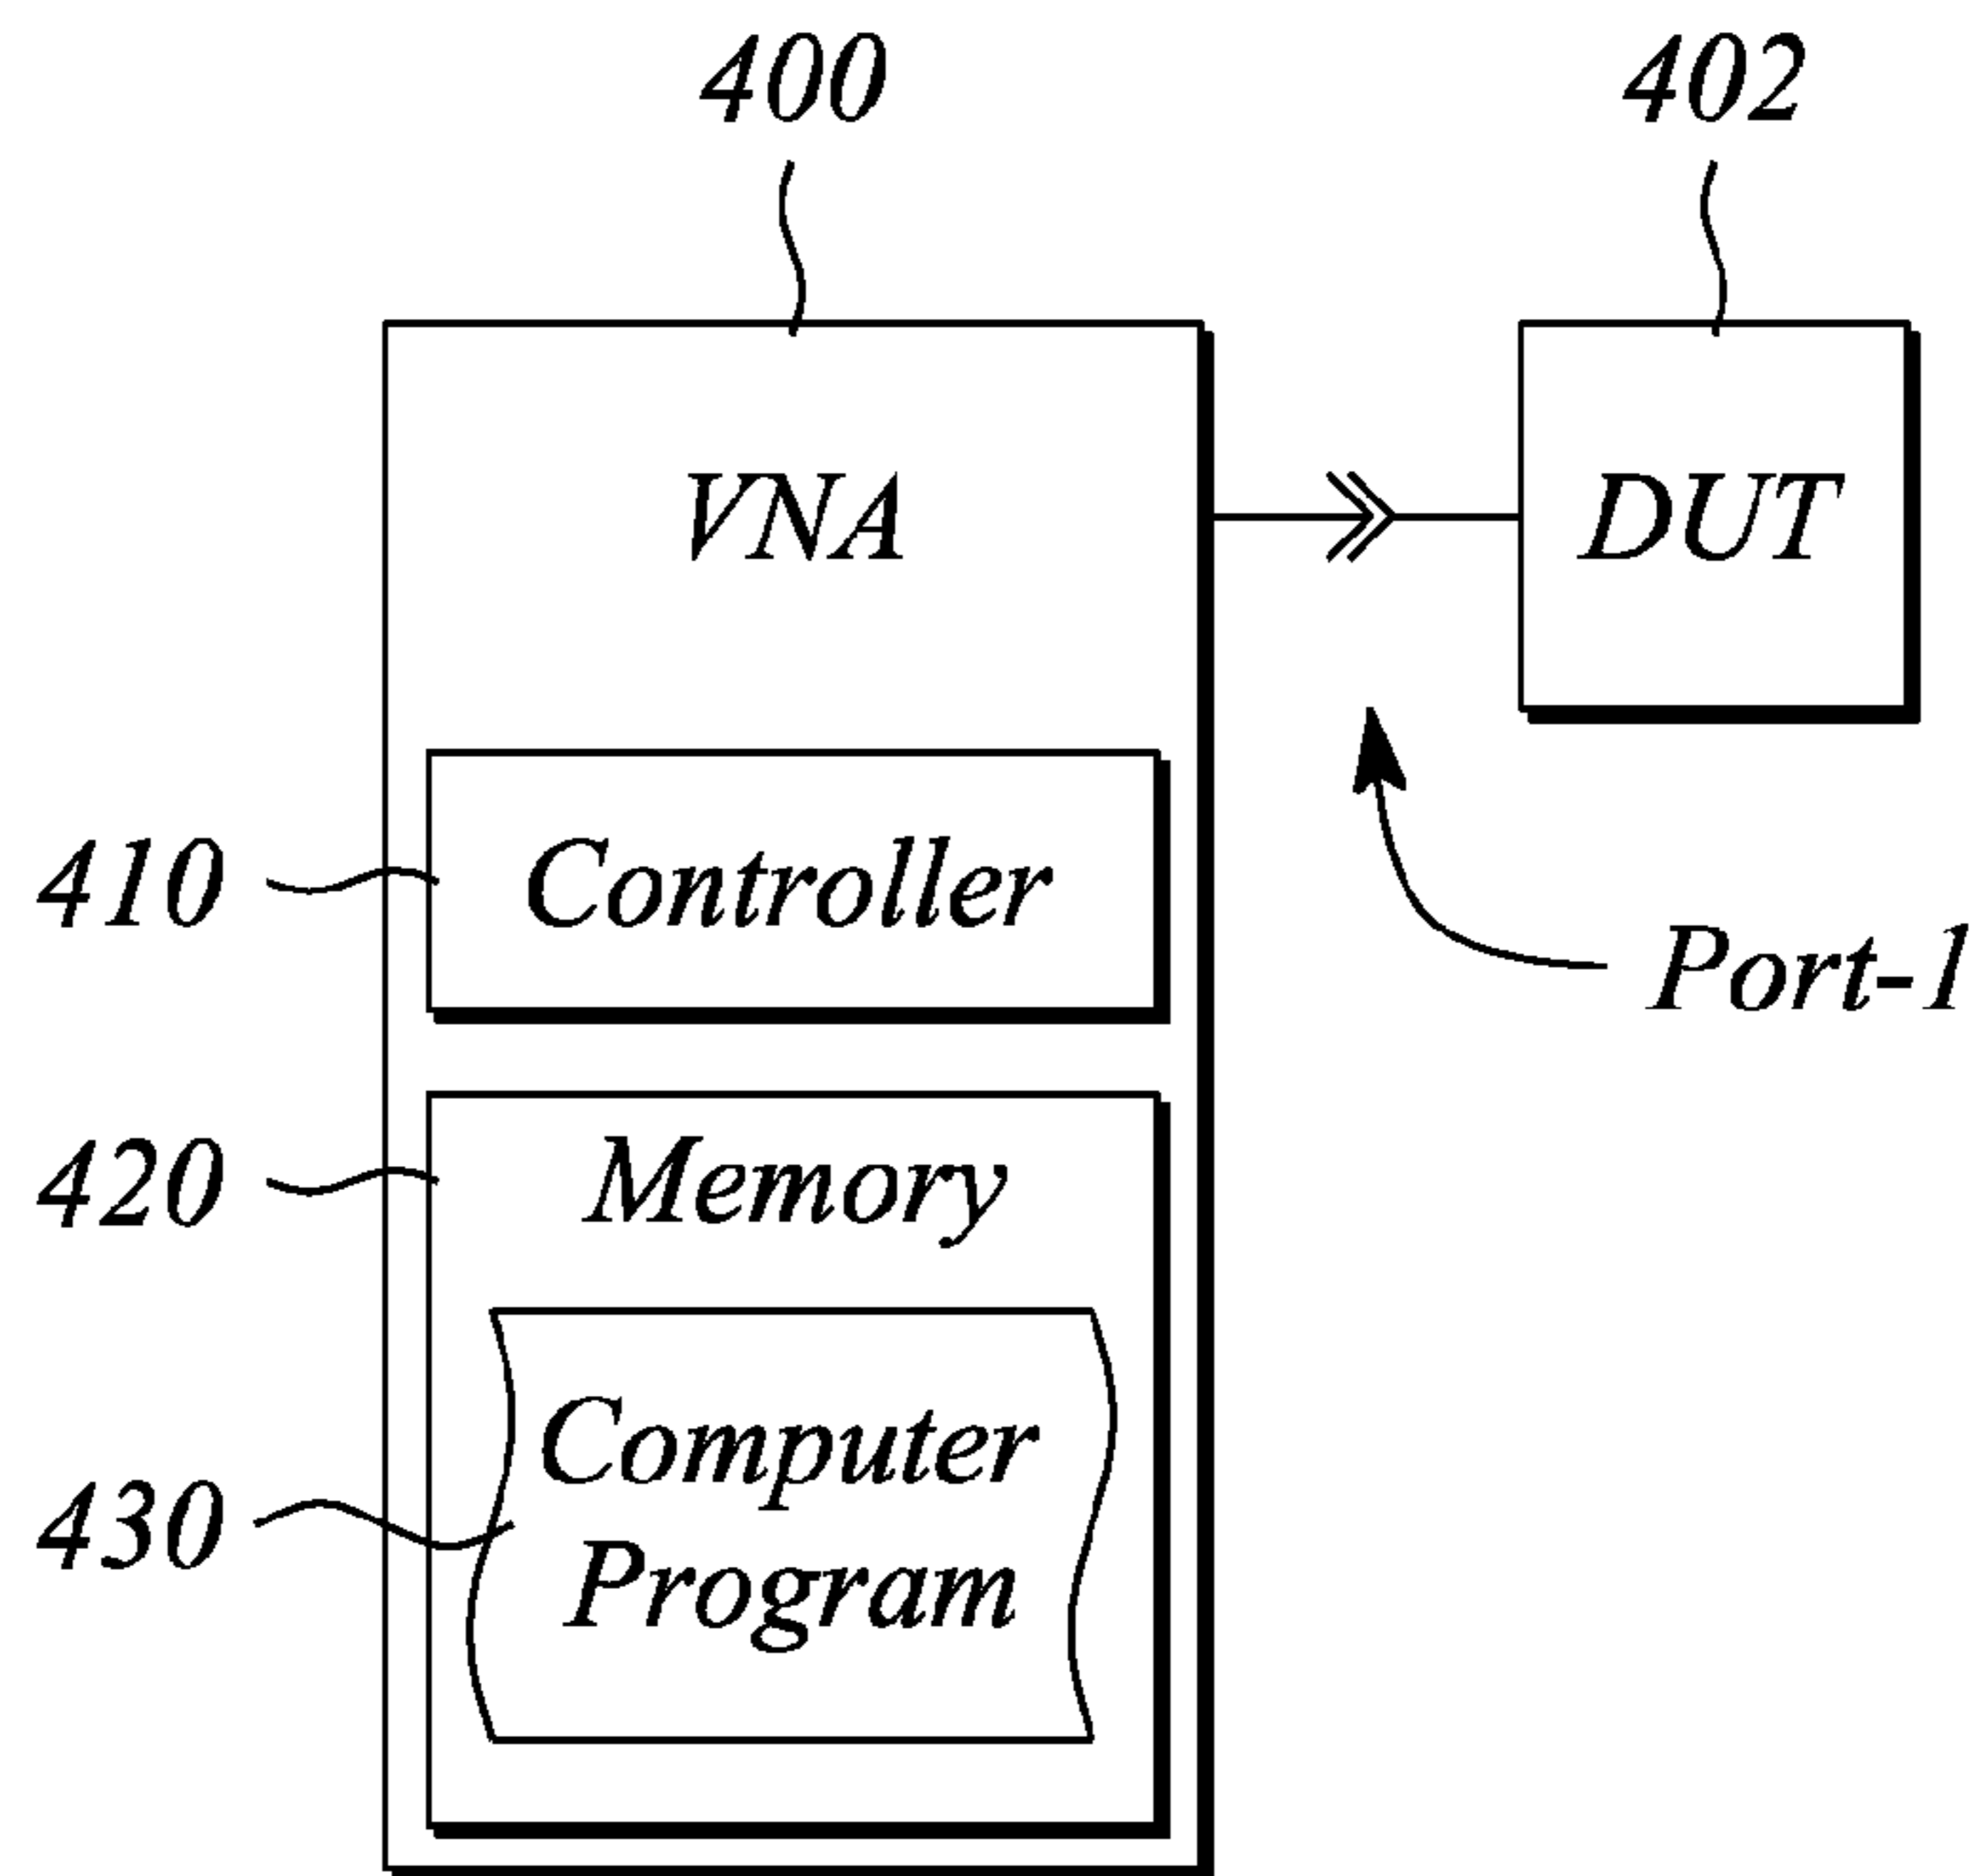 400
402
VNA
DUT
410
Controller
Port-1
420
Memory
430
Computer
Program